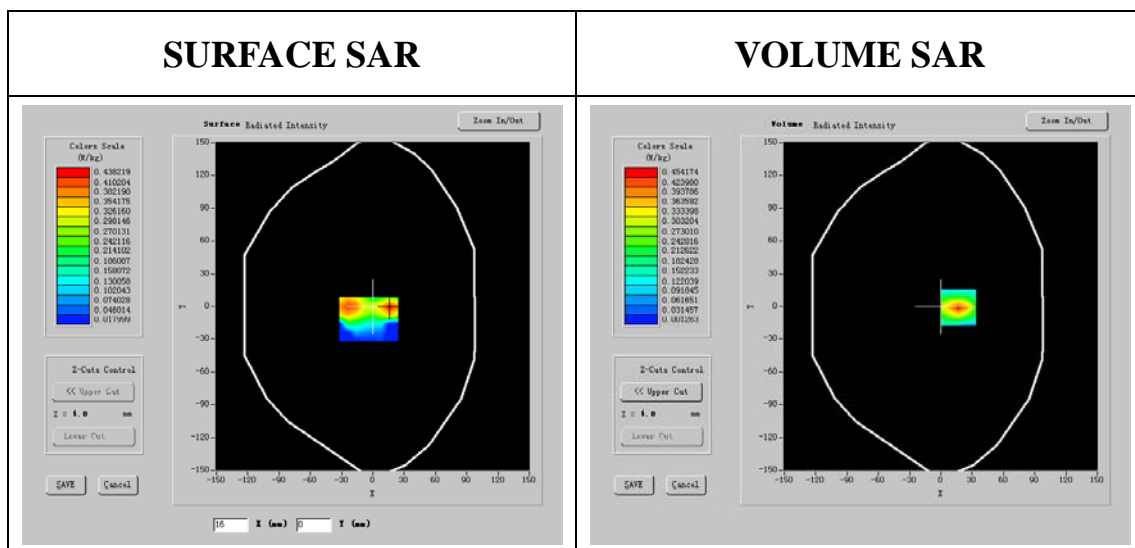 SURFACE SAR
VOLUME SAR
Surface Radiated Intensity
Zoom In/Out
Colors Scale
(W/kg)
0.438219
0.410204
0.382190
0.354175
0.326160
0.298146
0.270131
0.242116
0.214102
0.186087
0.158072
0.130058
0.102043
0.074028
0.046014
0.017999
150
90
60
30
0
-30
-60
-90
-120
-150
Y
-150 -120 -90 -60 -30 0 30 60 90 120 150
X
Z-Cuts Control
<< Upper Cut
Z = 4.0 mm
Lower Cut
SAVE Cancel
16 X (mm) 0 Y (mm)
Volume Radiated Intensity
Zoom In/Out
Colors Scale
(W/kg)
0.454174
0.423980
0.393786
0.363592
0.333398
0.303204
0.273010
0.242816
0.212622
0.182428
0.152233
0.122039
0.091845
0.061651
0.031457
0.001263
150
120
90
60
30
0
-30
-60
-90
-120
-150
Y
-150 -120 -90 -60 -30 0 30 60 90 120 150
X
Z-Cuts Control
<< Upper Cut
Z = 4.0 mm
Lower Cut
SAVE Cancel